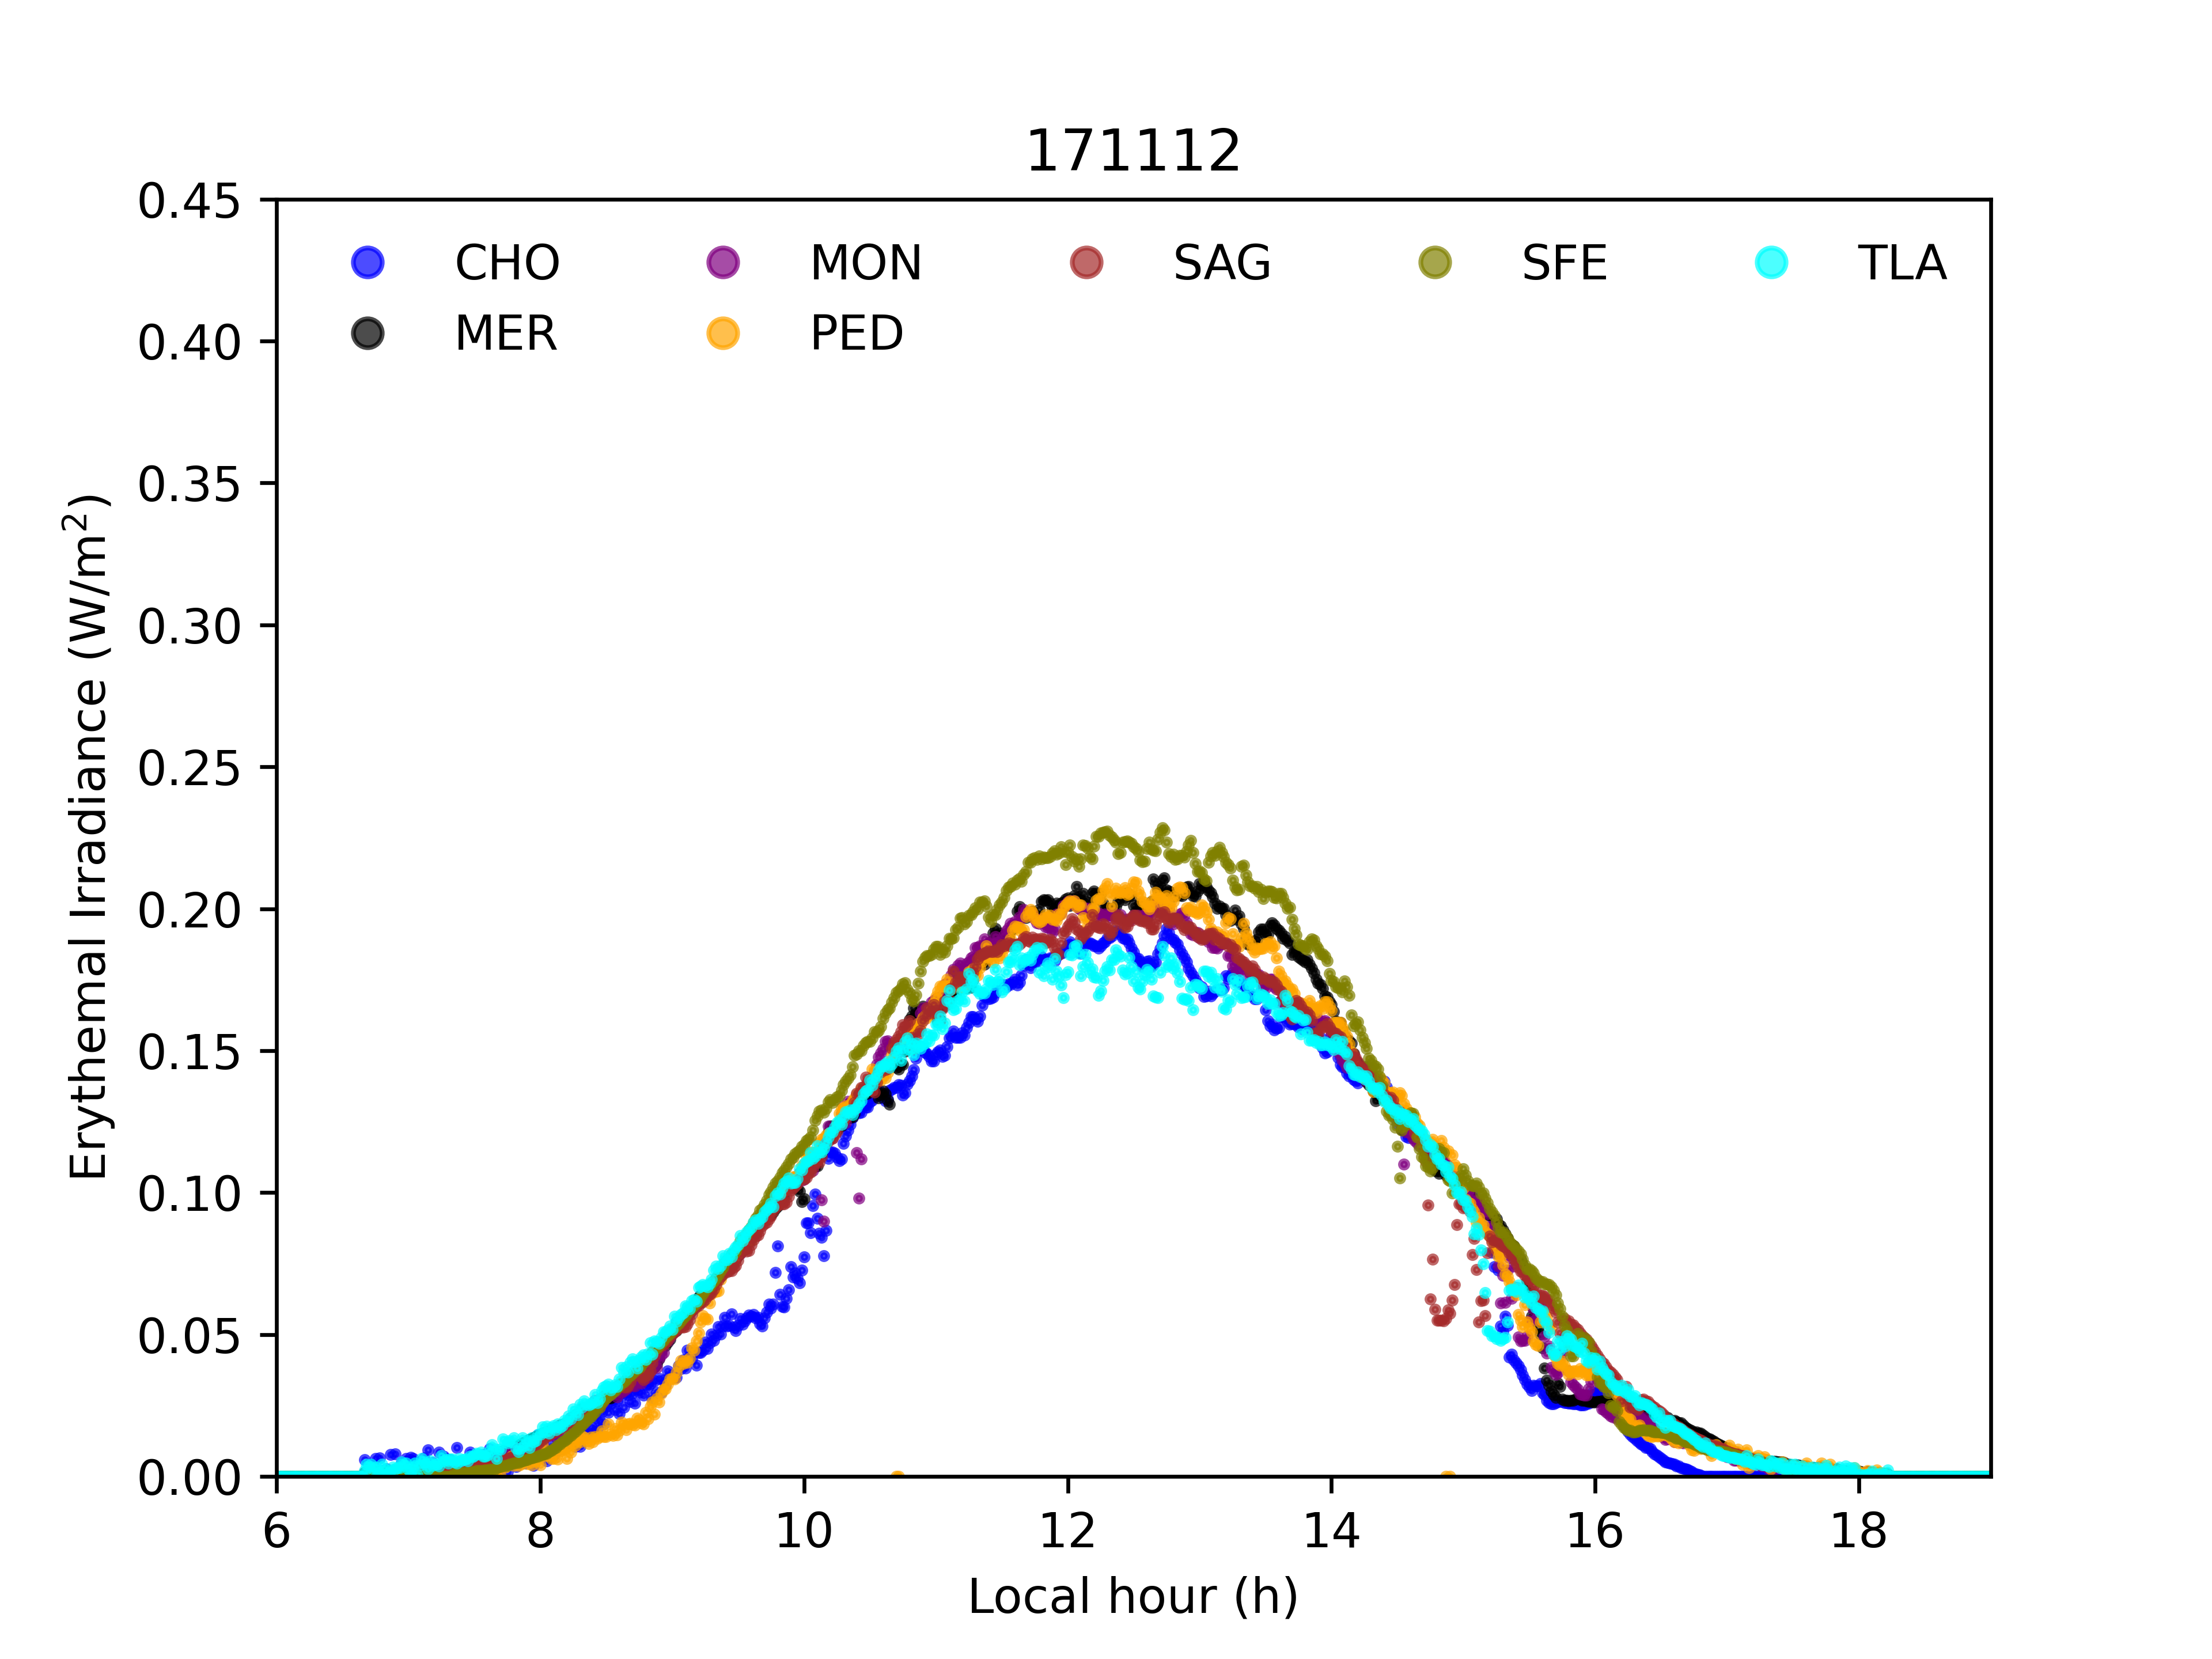 171112
0.45
0.40
0.35
0.30
0.25
0.20
0.15
0.10
0.05
0.00
Erythemal Irradiance (W/m²)
CHO MON SAG SFE TLA
MER PED
6 8 10 12 14 16 18
Local hour (h)